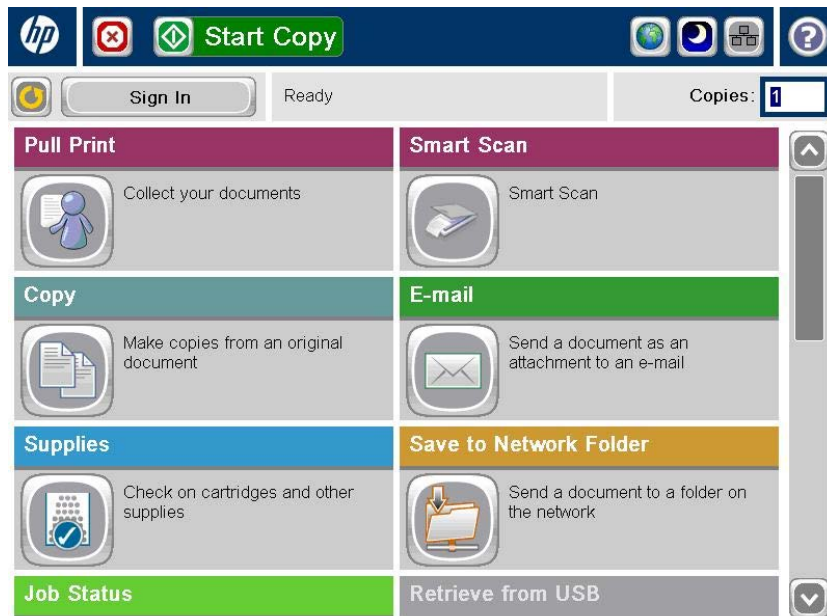 hp
Start Copy
?
Sign In
Ready
Copies: 1
Pull Print
Collect your documents
Smart Scan
Smart Scan
Copy
Make copies from an original
document
E-mail
Send a document as an
attachment to an e-mail
Supplies
Check on cartridges and other
supplies
Save to Network Folder
Send a document to a folder on
the network
Job Status
Retrieve from USB